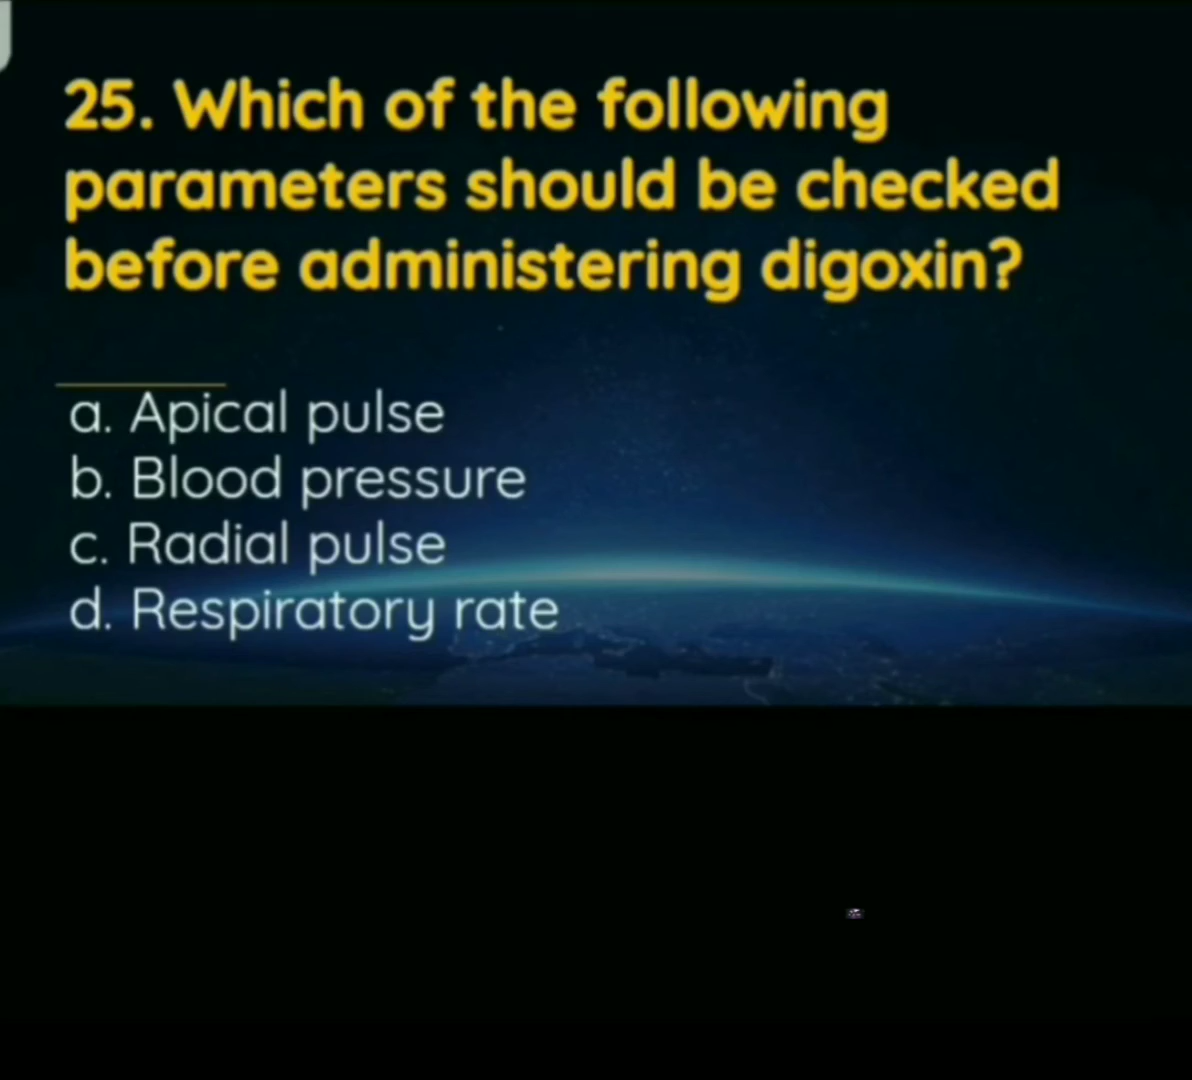 25. Which of the following
parameters should be checked
before administering digoxin?
a. Apical pulse
b. Blood pressure
c. Radial pulse
d. Respiratory rate